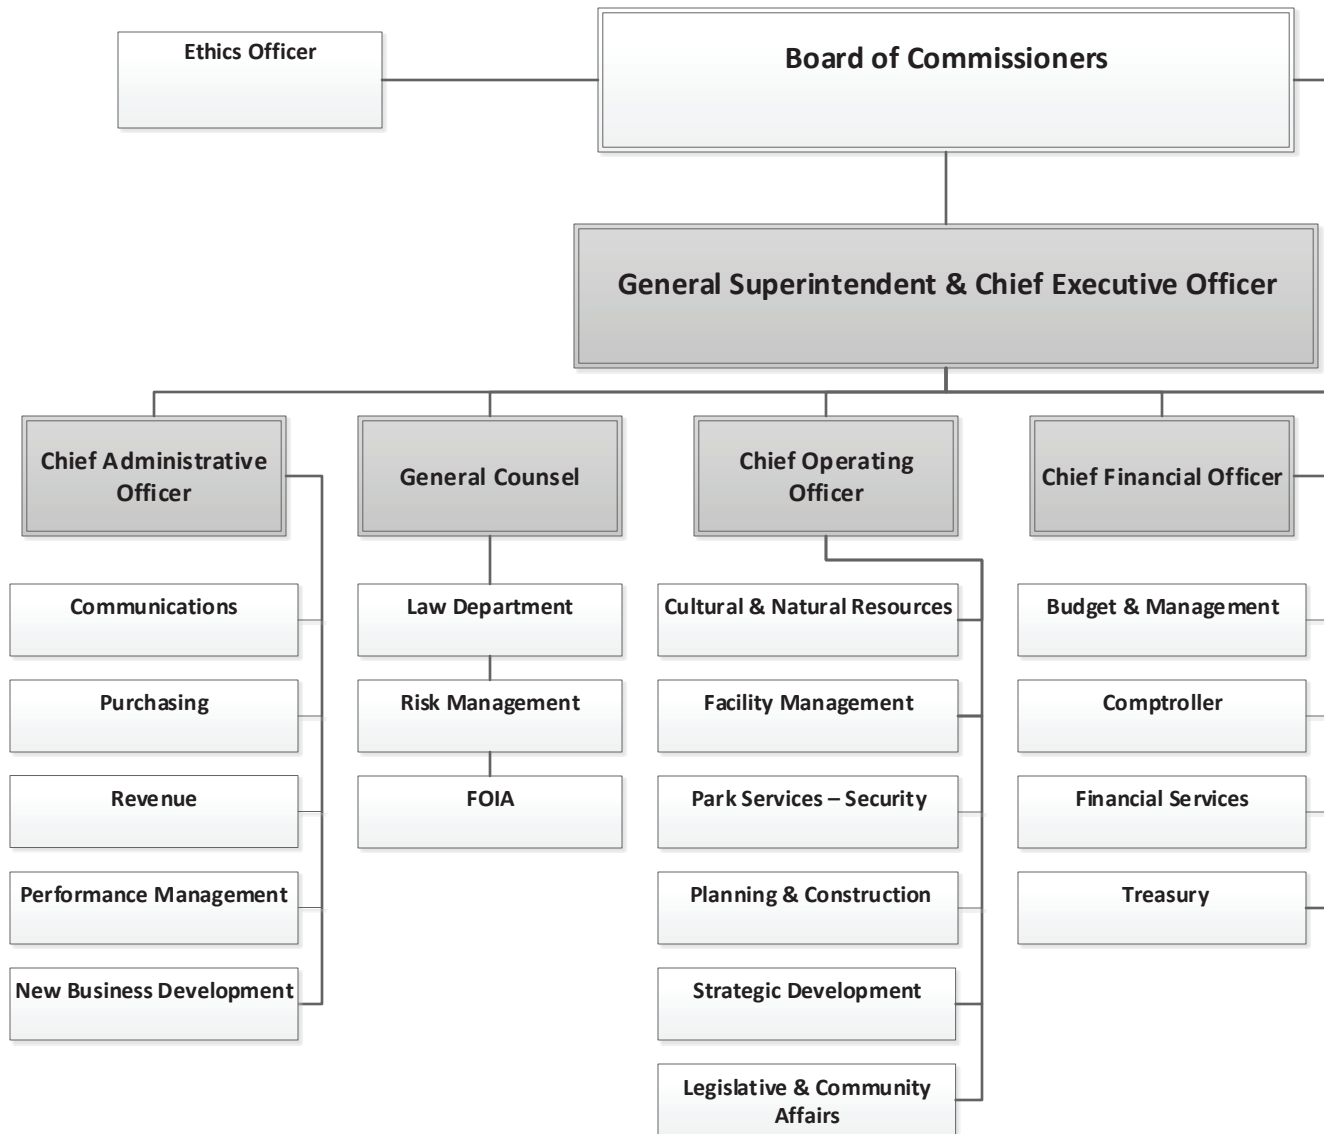 Ethics Officer
Board of Commissioners
General Superintendent & Chief Executive Officer
Chief Administrative
Officer
General Counsel
Chief Operating
Officer
Chief Financial Officer
Communications
Law Department
Cultural & Natural Resources
Budget & Management
Purchasing
Risk Management
Facility Management
Comptroller
Revenue
FOIA
Park Services – Security
Financial Services
Performance Management
Planning & Construction
Treasury
New Business Development
Strategic Development
Legislative & Community
Affairs